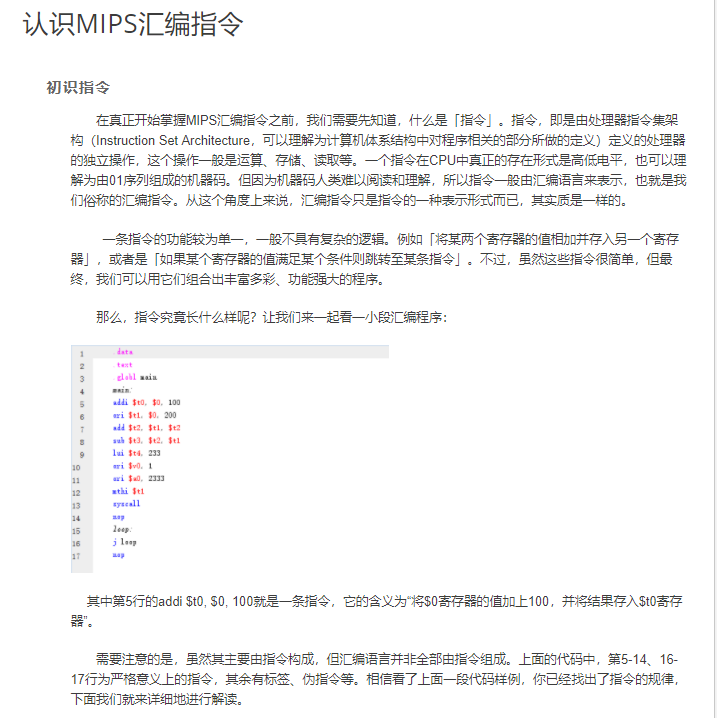 认识MIPS汇编指令
初识指令
在真正开始掌握MIPS汇编指令之前，我们需要先知道，什么是「指令」。指令，即是由处理器指令集架
构（Instruction Set Architecture，可以理解为计算机体系结构中对程序相关的部分所做的定义）定义的处理器
的独立操作，这个操作一般是运算、存储、读取等。一个指令在CPU中真正的存在形式是高低电平，也可以理
解为由01序列组成的机器码。但因为机器码人类难以阅读和理解，所以指令一般由汇编语言来表示，也就是我
们俗称的汇编指令。从这个角度上来说，汇编指令只是指令的一种表示形式而已，其实质是一样的。
一条指令的功能较为单一，一般不具有复杂的逻辑。例如「将某两个寄存器的值相加并存入另一个寄存
器」，或者是「如果某个寄存器的值满足某个条件则跳转至某条指令」。不过，虽然这些指令很简单，但最
终，我们可以用它们组合出丰富多彩、功能强大的程序。
那么，指令究竟长什么样呢？让我们来一起看一小段汇编程序：
1 .data
2 .text
3 .globl main
4 main:
5 addi $t0, $0, 100
6 ori $t1, $0, 200
7 add $t2, $t1, $t2
8 sub $t3, $t2, $t1
9 lui $t4, 233
10 ori $v0, 1
11 ori $a0, 2333
12 mthi $t1
13 syscall
14 nop
15 loop:
16 j loop
17 nop
其中第5行的addi $t0, $0, 100就是一条指令，它的含义为“将$0寄存器的值加上100，并将结果存入$t0寄存
器”。
需要注意的是，虽然其主要由指令构成，但汇编语言并非全部由指令组成。上面的代码中，第5-14、16-
17行为严格意义上的指令，其余有标签、伪指令等。相信看了上面一段代码样例，你已经找出了指令的规律，
下面我们就来详细地进行解读。